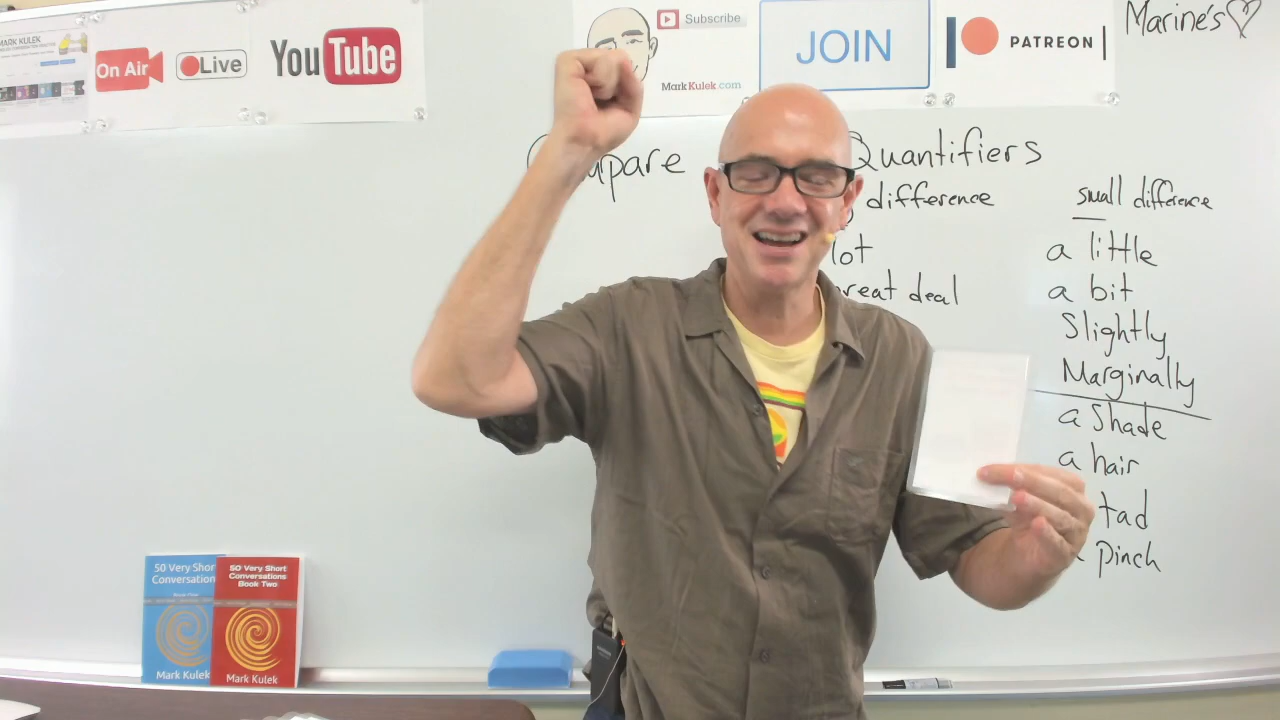 MARK KULEK
On Air
Live
YouTube
Subscribe
MarkKulek.com
JOIN
PATREON
Marine's♡
Quantifiers
difference
lot
great deal
small difference
a little
a bit
Slightly
Marginally
a Shade
a hair
tad
pinch
50 Very Short
Conversation
Mark Kulek
50 Very Short
Conversations
Book Two
Mark Kulek